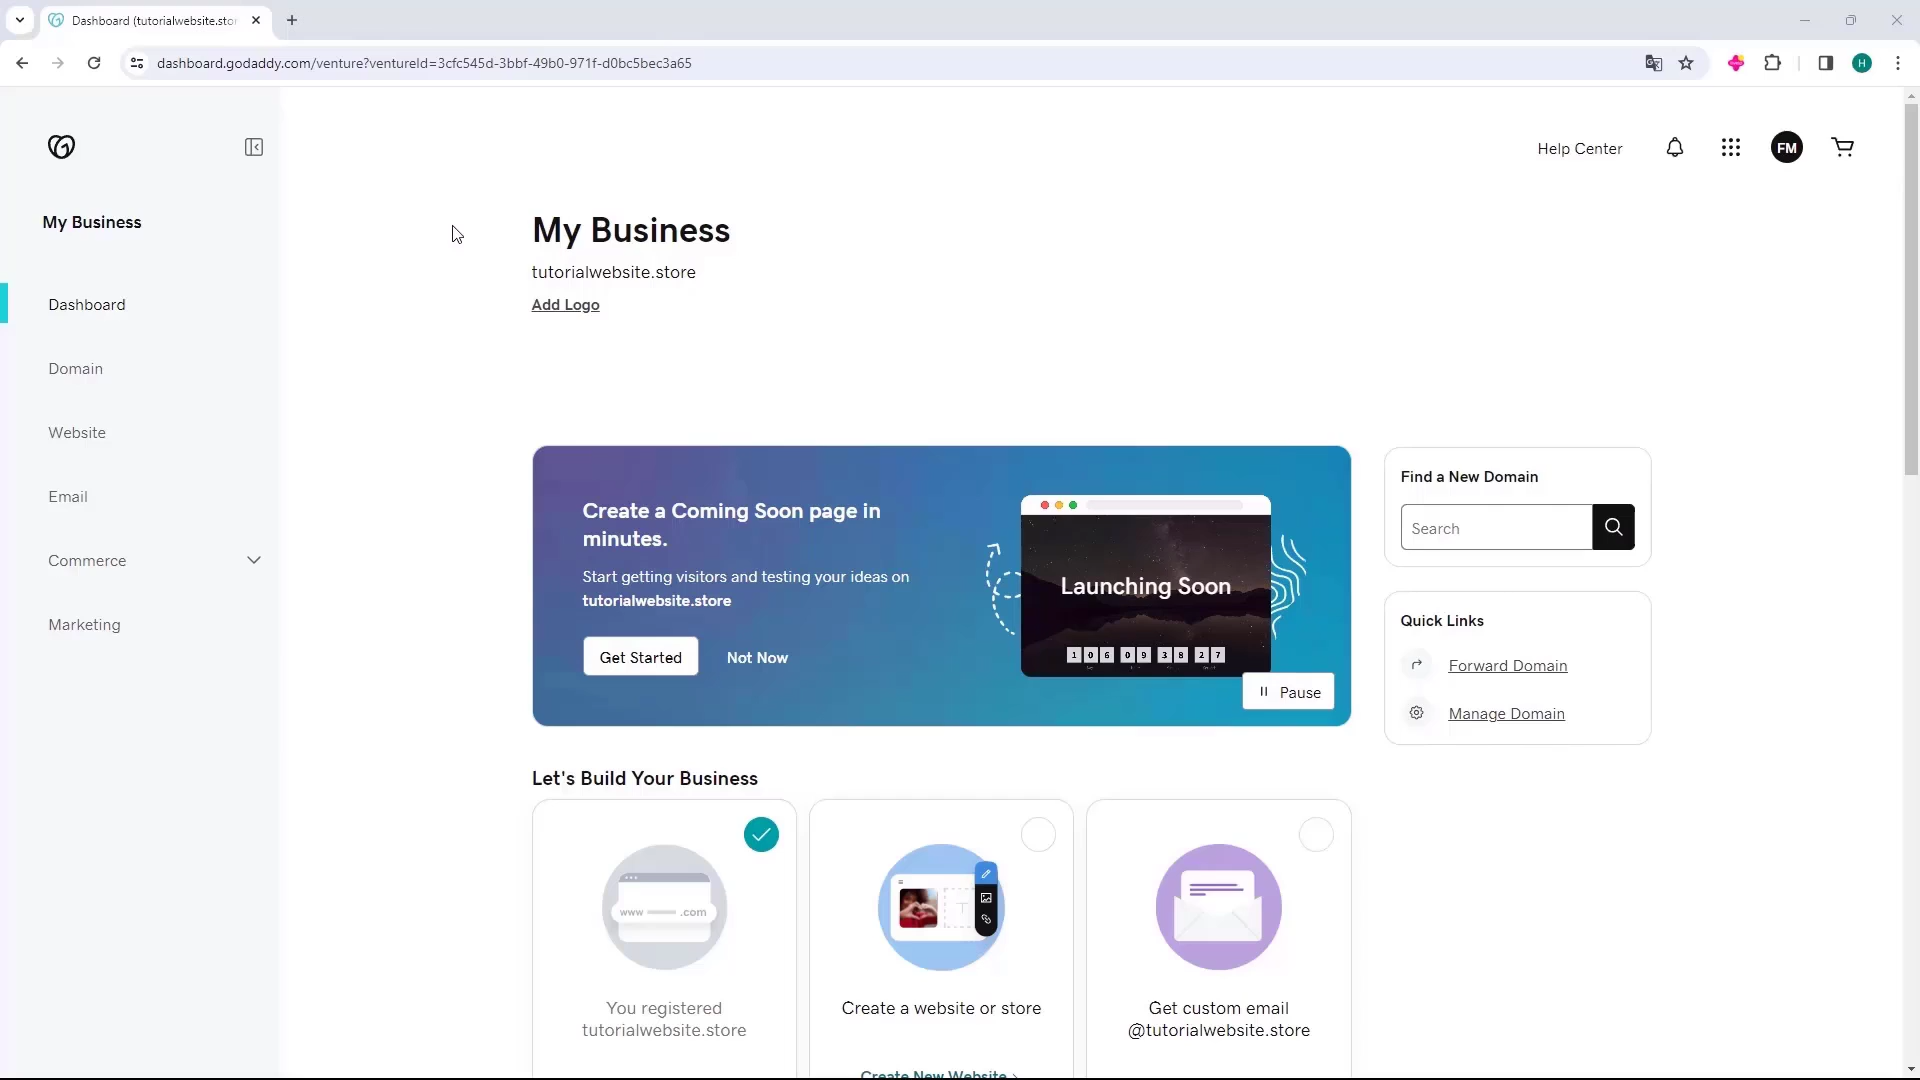 Dashboard (tutorialwebsite.stor
dashboard.godaddy.com/venture?ventureId=3cfc545d-3bbf-49b0-971f-d0bc5bec3a65
H
Help Center
FM
My Business
My Business
tutorialwebsite.store
Add Logo
Dashboard
Domain
Website
Email
Commerce
Marketing
Create a Coming Soon page in
minutes.
Start getting visitors and testing your ideas on
tutorialwebsite.store
Get Started
Not Now
Launching Soon
1 0 6 0 9 3 8 2 7
Pause
Find a New Domain
Search
Quick Links
Forward Domain
Manage Domain
Let's Build Your Business
www .com
You registered
tutorialwebsite.store
T
Create a website or store
Create New Website >
Get custom email
@tutorialwebsite.store